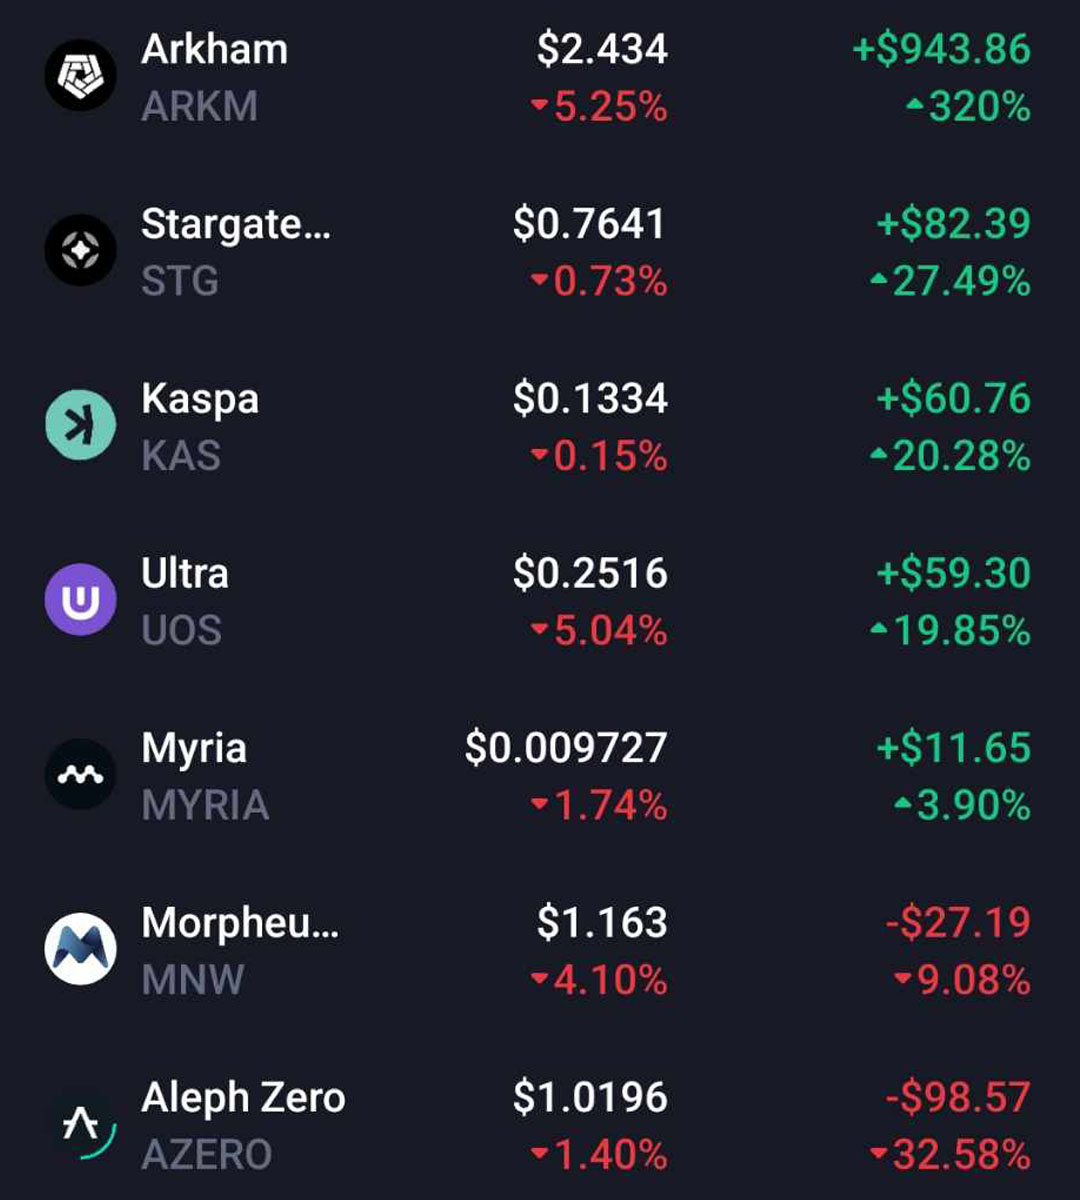 Arkham $2.434 +$943.86
ARKM ▼5.25% ▲320%
Stargate... $0.7641 +$82.39
STG ▼0.73% ▲27.49%
Kaspa $0.1334 +$60.76
KAS ▼0.15% ▲20.28%
Ultra $0.2516 +$59.30
UOS ▼5.04% ▲19.85%
Myria $0.009727 +$11.65
MYRIA ▼1.74% ▲3.90%
Morpheu... $1.163 -$27.19
MNW ▼4.10% ▼9.08%
Aleph Zero $1.0196 -$98.57
AZERO ▼1.40% ▼32.58%